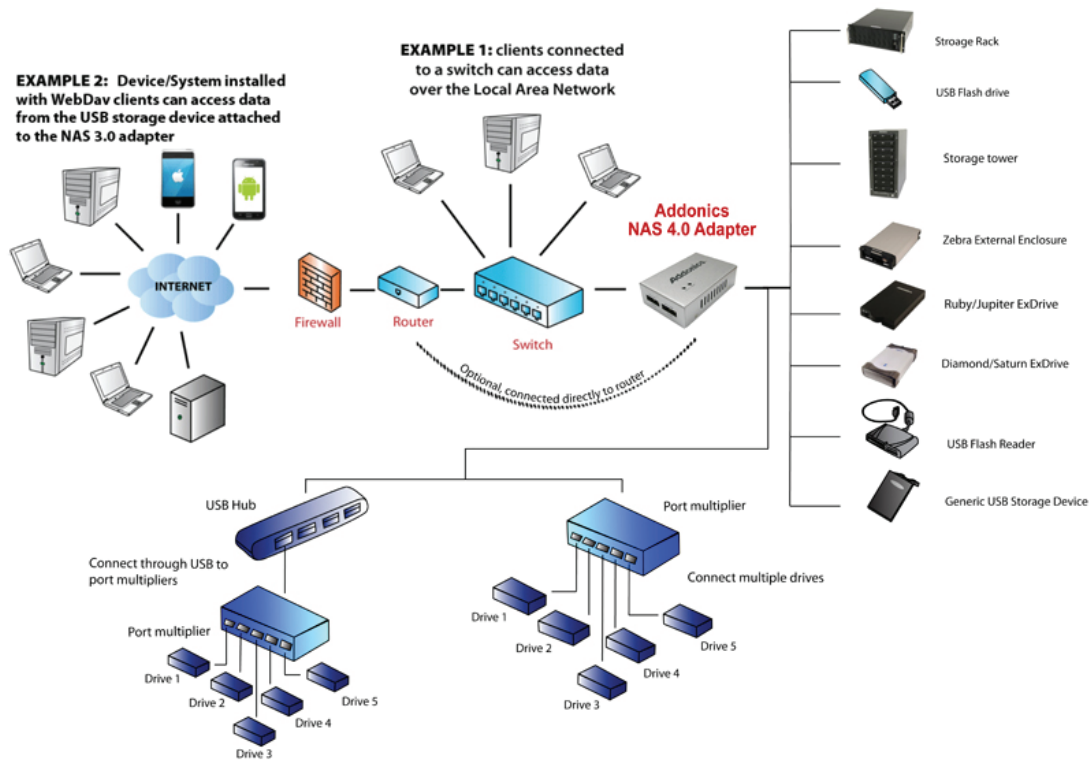 EXAMPLE 2: Device/System installed
with WebDav clients can access data
from the USB storage device attached
to the NAS 3.0 adapter
EXAMPLE 1: clients connected
to a switch can access data
over the Local Area Network
INTERNET
Firewall
Router
Switch
Addonics
NAS 4.0 Adapter
Addonics
Optional, connected directly to router
Stroage Rack
USB Flash drive
Storage tower
Zebra External Enclosure
Ruby/Jupiter ExDrive
Diamond/Saturn ExDrive
USB Flash Reader
Generic USB Storage Device
USB Hub
Connect through USB to
port multipliers
Port multiplier
Drive 1
Drive 2
Drive 3
Drive 4
Drive 5
Port multiplier
Connect multiple drives
Drive 1
Drive 2
Drive 3
Drive 4
Drive 5